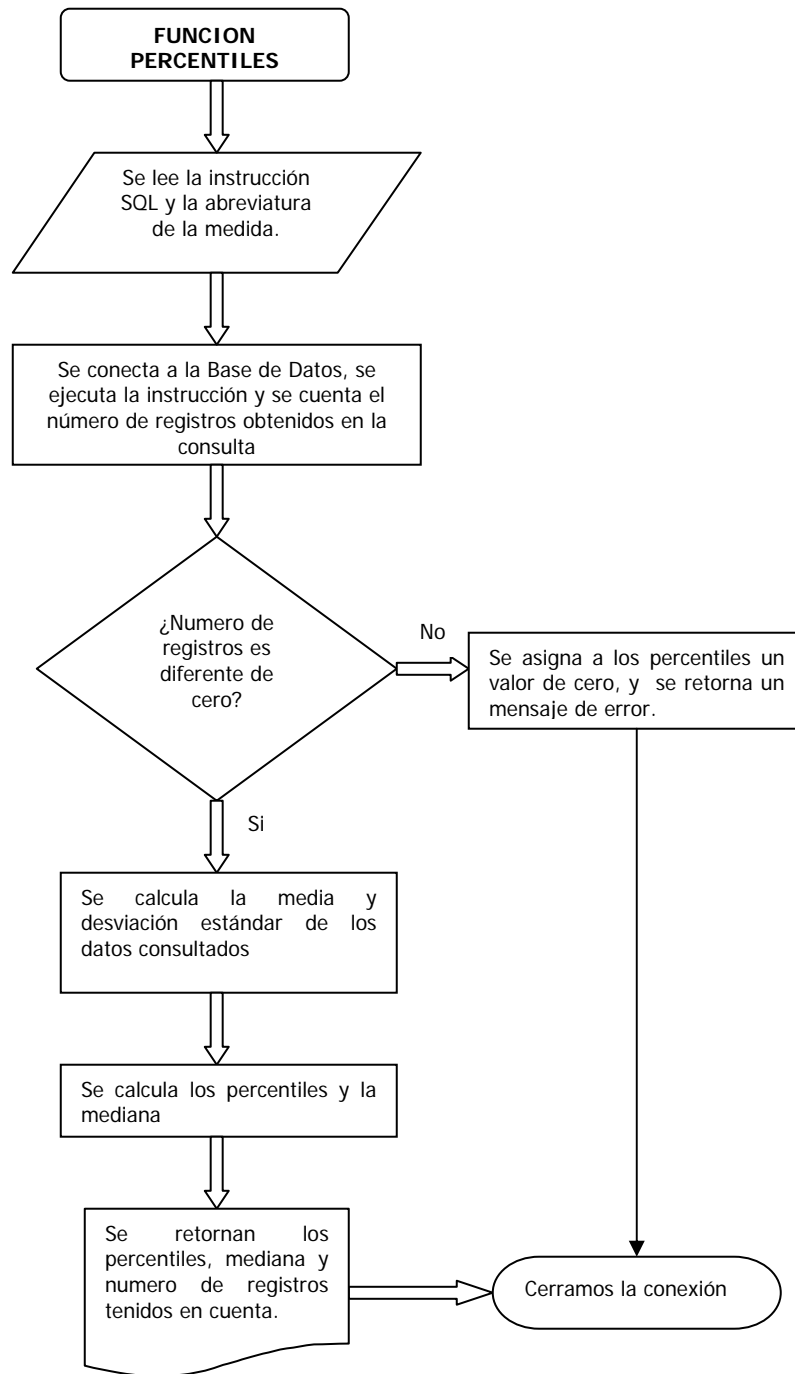 FUNCION
PERCENTILES
Se lee la instrucción
SQL y la abreviatura
de la medida.
Se conecta a la Base de Datos, se
ejecuta la instrucción y se cuenta el
número de registros obtenidos en la
consulta
¿Numero de
registros es
diferente de
cero?
No
Se asigna a los percentiles un
valor de cero, y se retorna un
mensaje de error.
Si
Se calcula la media y
desviación estándar de los
datos consultados
Se calcula los percentiles y la
mediana
Se retornan los
percentiles, mediana y
numero de registros
tenidos en cuenta.
Cerramos la conexión